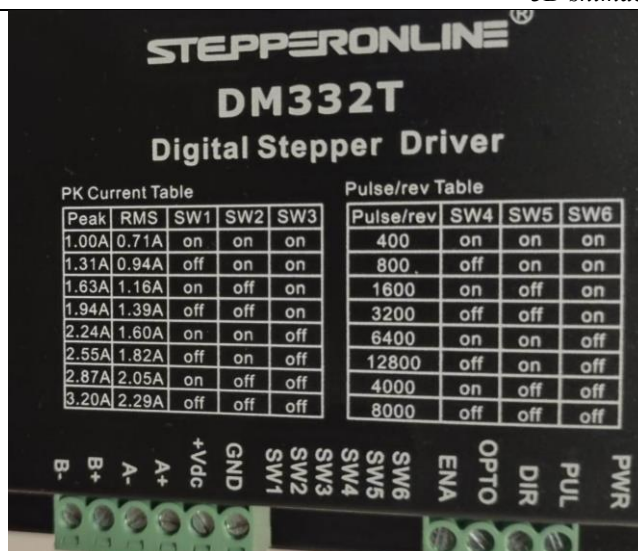 STEPPERONLINE®
DM332T
Digital Stepper Driver
PK Current Table
Peak RMS SW1 SW2 SW3
1.00A 0.71A on on on
1.31A 0.94A off on on
1.63A 1.16A on off on
1.94A 1.39A off off on
2.24A 1.60A on on off
2.55A 1.82A off on off
2.87A 2.05A on off off
3.20A 2.29A off off off
Pulse/rev Table
Pulse/rev SW4 SW5 SW6
400 on on on
800 off on on
1600 on off on
3200 off off on
6400 on on off
12800 off on off
4000 on off off
8000 off off off
B-
B+
A-
A+
+Vdc
GND
SW1
SW2
SW3
SW4
SW5
SW6
ENA
OPTO
DIR
PUL
PWR